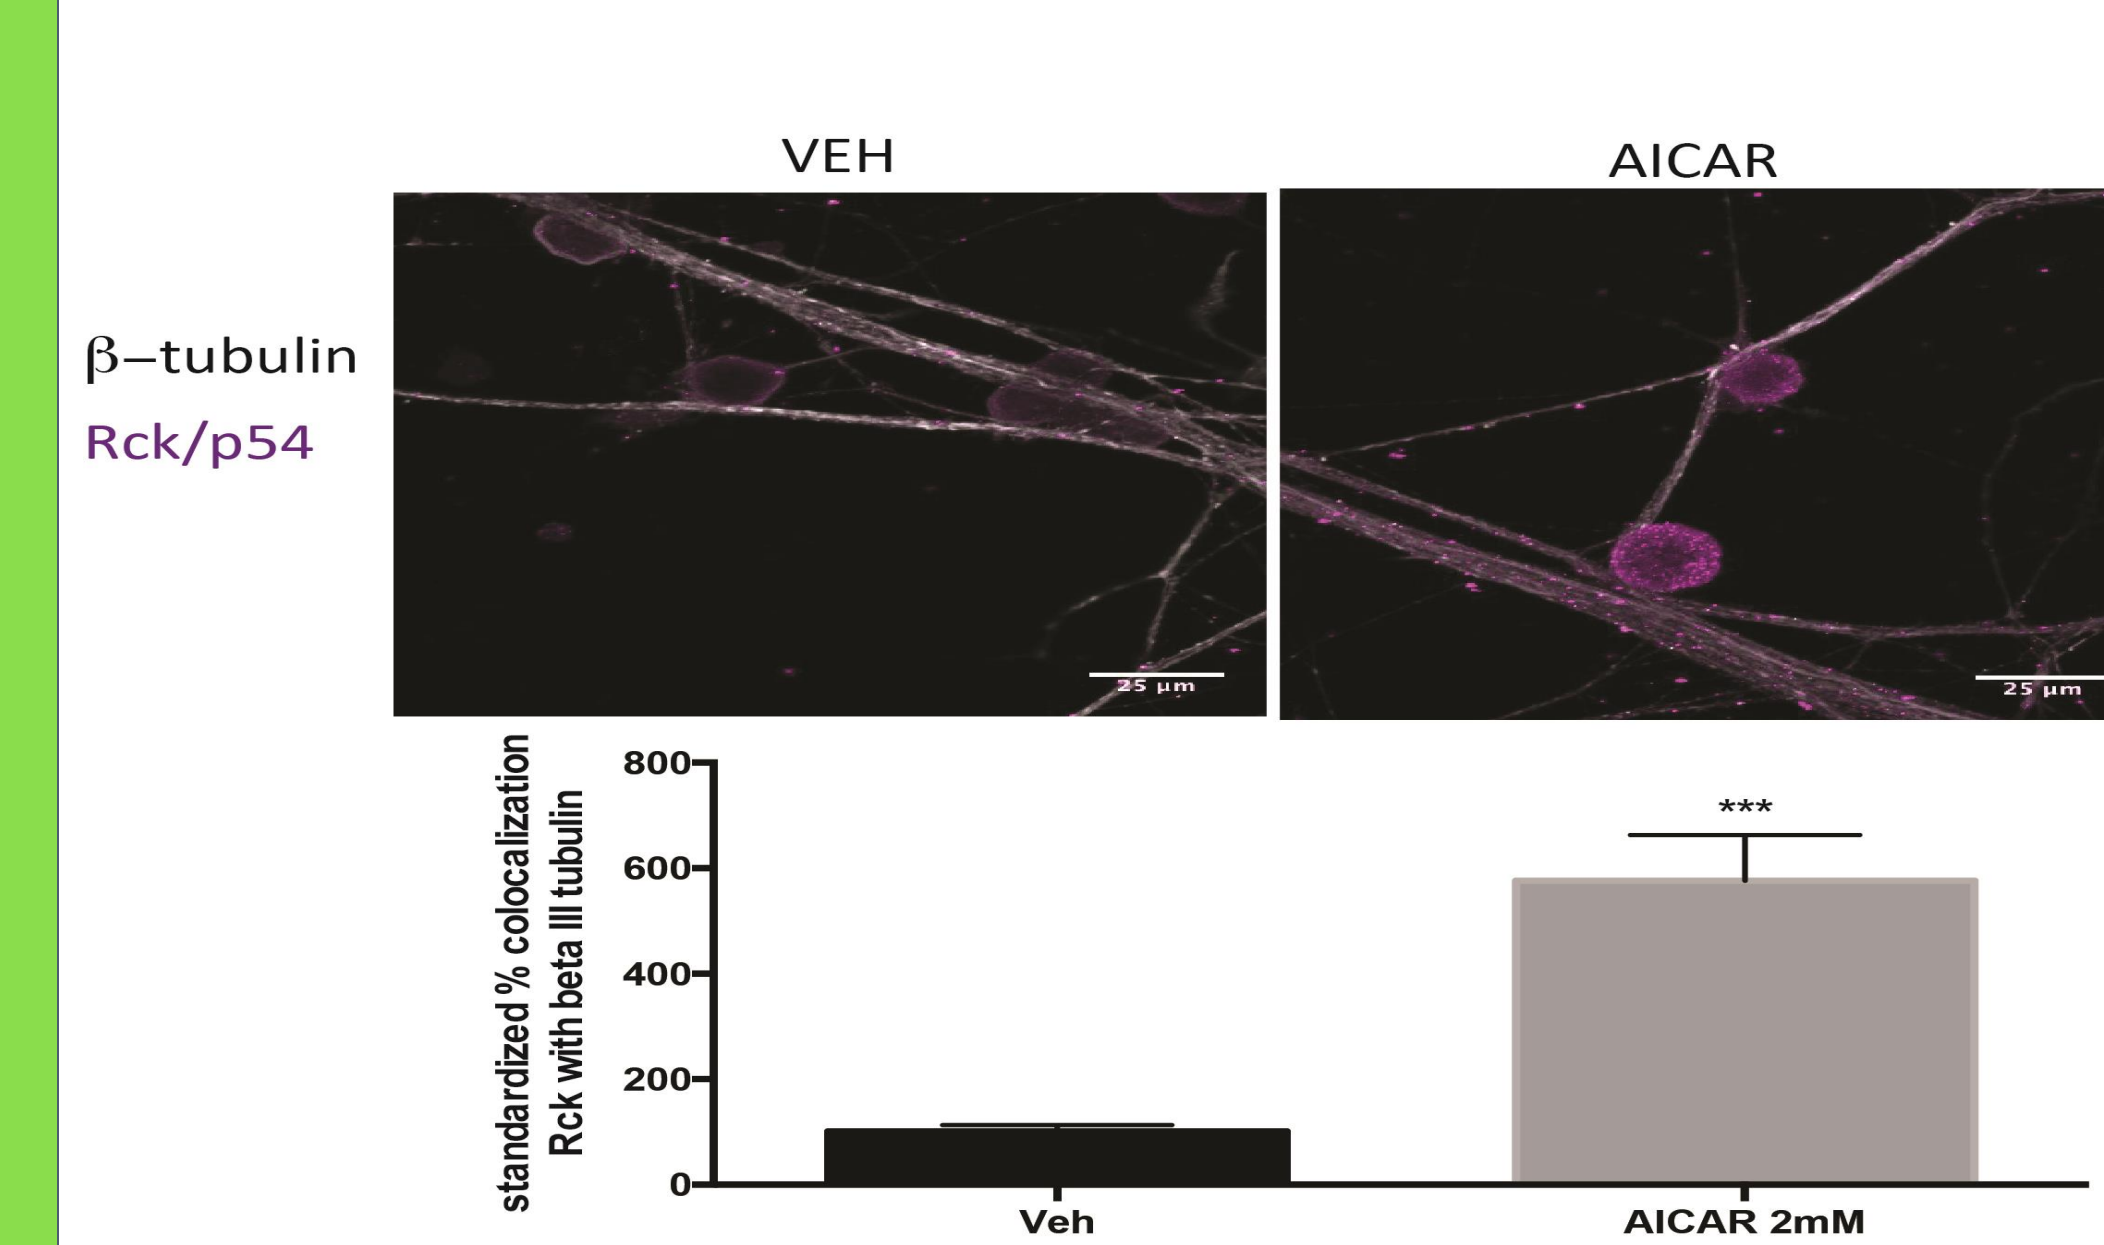 VEH
AICAR
β–tubulin
Rck/p54
25 µm
25 µm
standardized % colocalization
Rck with beta III tubulin
800
600
400
200
0
***
Veh
AICAR 2mM